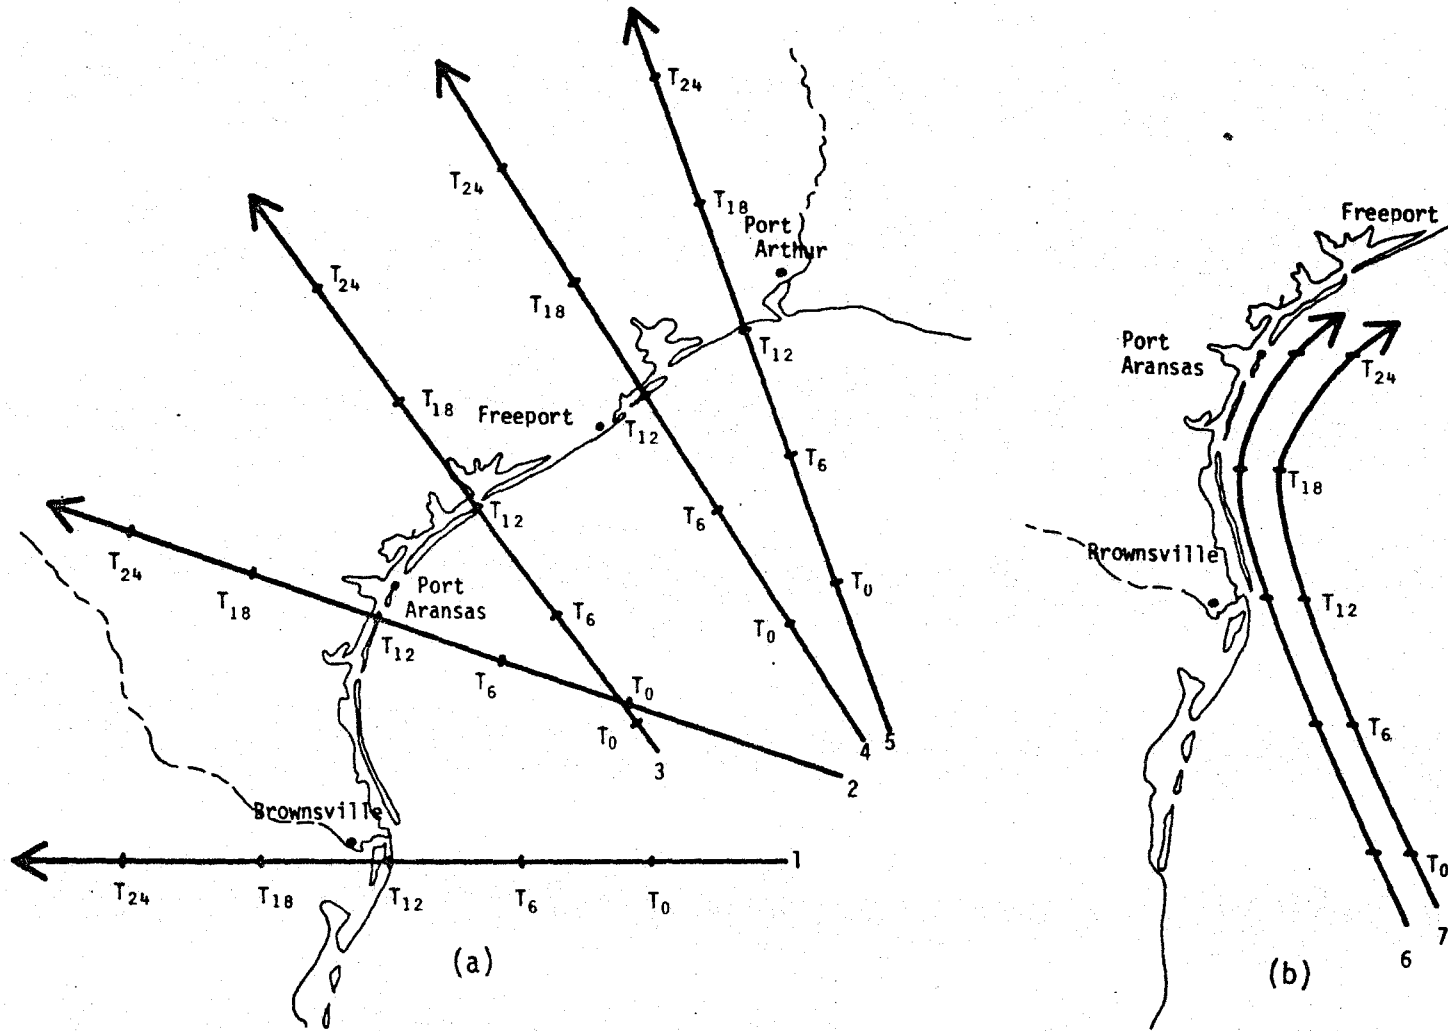 T24
T24
T18
Port
Arthur
T24
T18
T12
T24
T18
Freeport
T12
T6
T12
T6
T0
T24
T18
Port
Aransas
T12
T6
T6
T0
T0
T0
3
4
5
2
Brownsville
1
T24
T18
T12
T6
T0
(a)
Freeport
Port
Aransas
T24
T18
Brownsville
T12
T6
T0
6
7
(b)